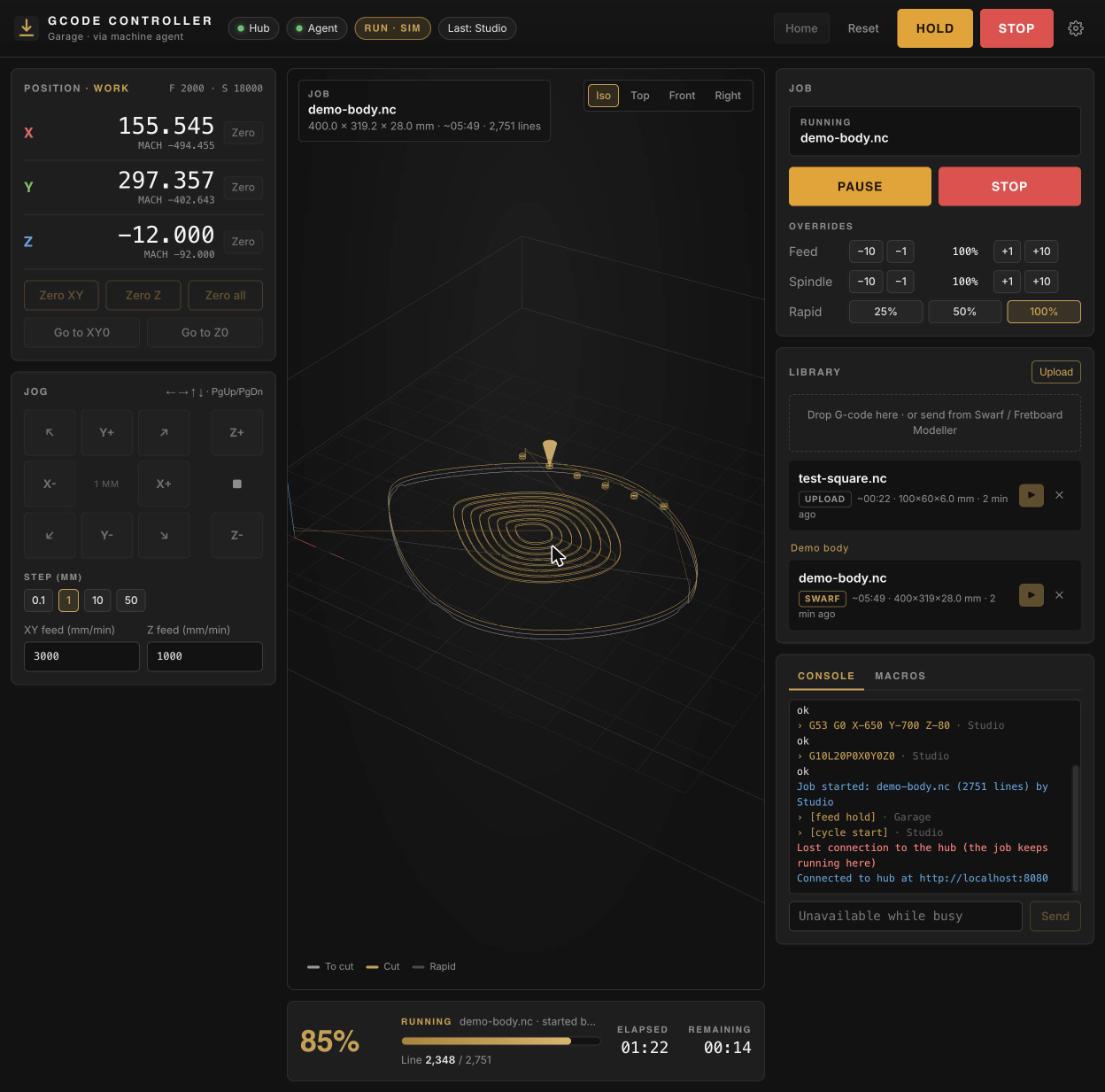 GCODE CONTROLLER
Garage · via machine agent
Hub
Agent
RUN · SIM
Last: Studio
Home
Reset
HOLD
STOP
POSITION · WORK
F 2000 · S 18000
X
155.545
MACH −494.455
Zero
Y
297.357
MACH −402.643
Zero
Z
−12.000
MACH −92.000
Zero
Zero XY
Zero Z
Zero all
Go to XY0
Go to Z0
JOG
←→↑↓ · PgUp/PgDn
↖
Y+
↗
Z+
X-
1 MM
X+
↙
Y-
↘
Z-
STEP (MM)
0.1
1
10
50
XY feed (mm/min)
Z feed (mm/min)
3000
1000
JOB
demo-body.nc
400.0 × 319.2 × 28.0 mm · ~05:49 · 2,751 lines
Iso
Top
Front
Right
To cut
Cut
Rapid
85%
RUNNING demo-body.nc · started b...
Line 2,348 / 2,751
ELAPSED
01:22
REMAINING
00:14
JOB
RUNNING
demo-body.nc
PAUSE
STOP
OVERRIDES
Feed
−10
−1
100%
+1
+10
Spindle
−10
−1
100%
+1
+10
Rapid
25%
50%
100%
LIBRARY
Upload
Drop G-code here · or send from Swarf / Fretboard
Modeller
test-square.nc
UPLOAD ~00:22 · 100×60×6.0 mm · 2 min
ago
Demo body
demo-body.nc
SWARF ~05:49 · 400×319×28.0 mm · 2
min ago
CONSOLE
MACROS
ok
› G53 G0 X-650 Y-700 Z-80 · Studio
ok
› G10L20P0X0Y0Z0 · Studio
ok
Job started: demo-body.nc (2751 lines) by
Studio
› [feed hold] · Garage
› [cycle start] · Studio
Lost connection to the hub (the job keeps
running here)
Connected to hub at http://localhost:8080
Unavailable while busy
Send